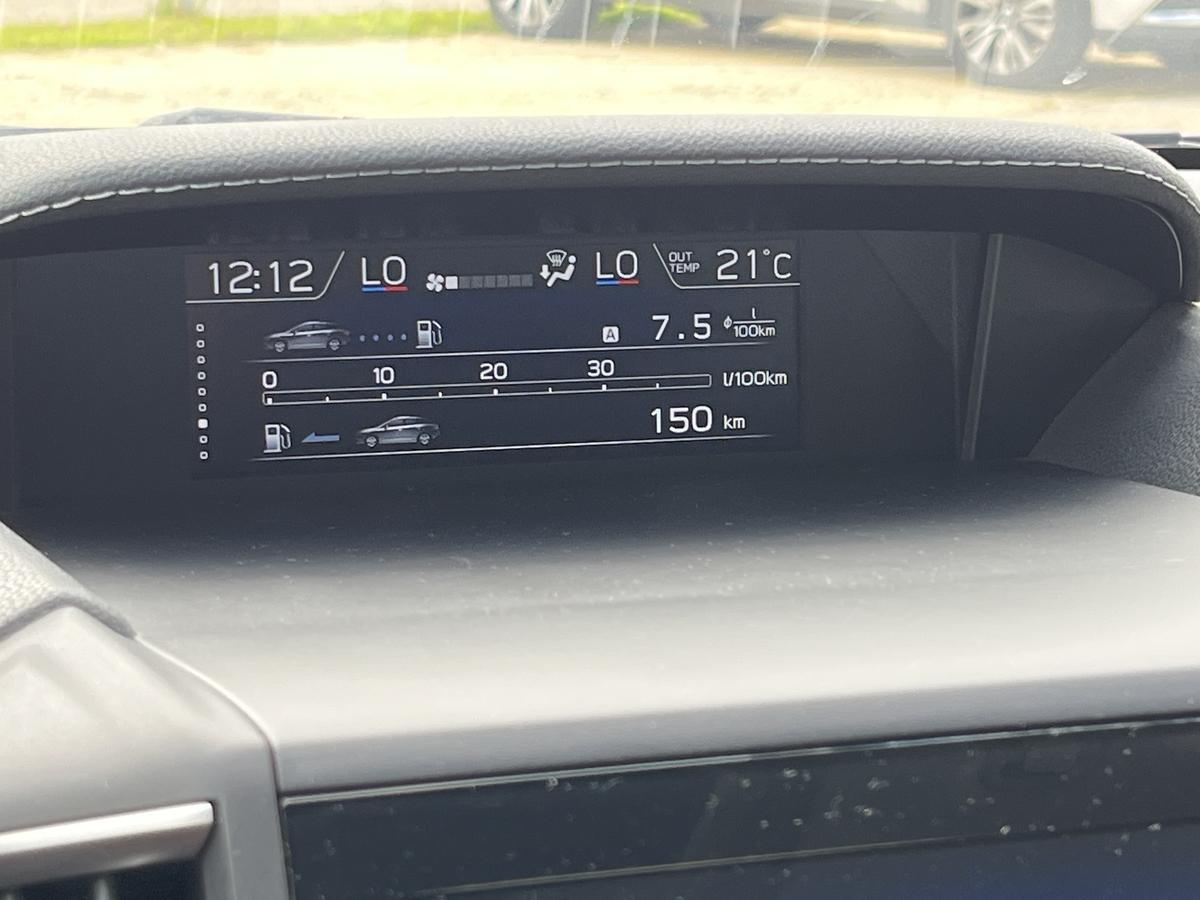 12:12 LO LO OUT TEMP 21°C
A 7.5 ϕ l/100km
0 10 20 30 l/100km
150 km